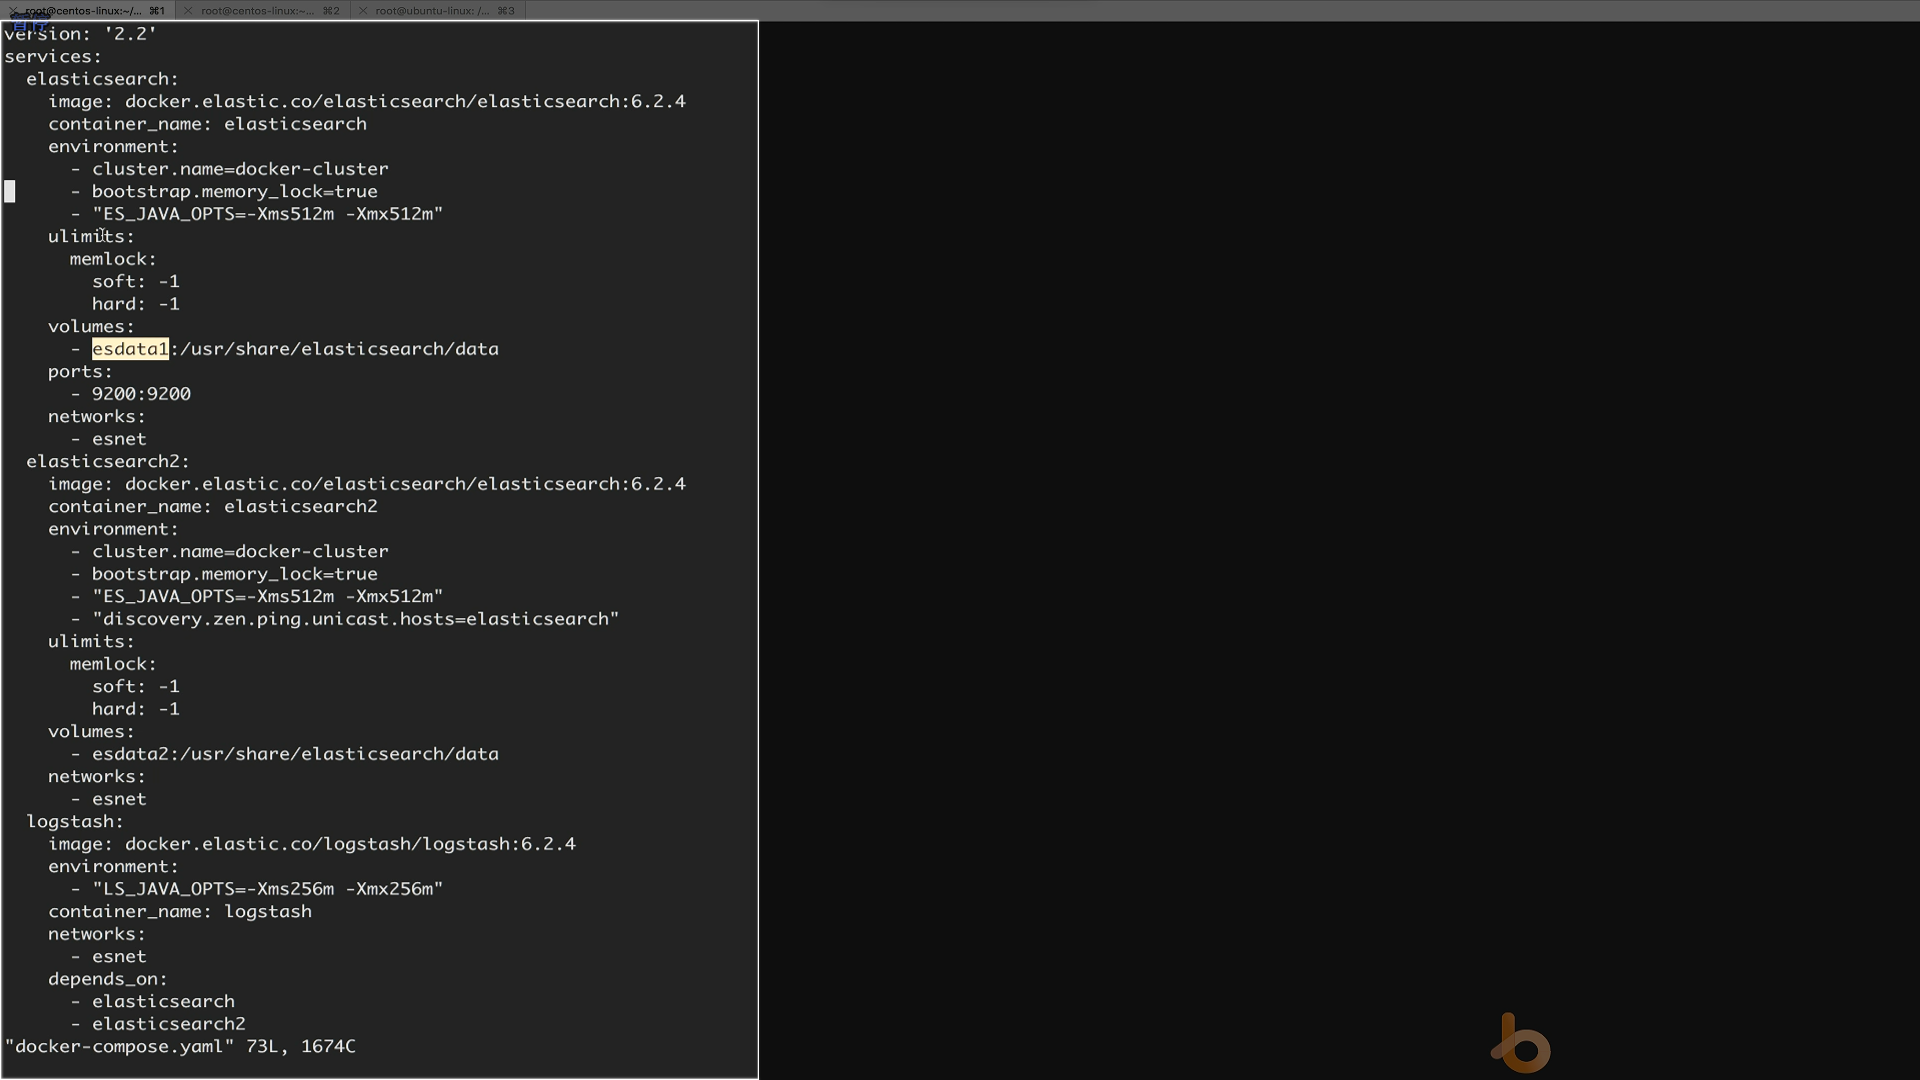 root@centos-linux:~/... ⌘1
root@centos-linux:~... ⌘2
root@ubuntu-linux: /... ⌘3
暂停
version: '2.2'
services:
  elasticsearch:
    image: docker.elastic.co/elasticsearch/elasticsearch:6.2.4
    container_name: elasticsearch
    environment:
      - cluster.name=docker-cluster
      - bootstrap.memory_lock=true
      - "ES_JAVA_OPTS=-Xms512m -Xmx512m"
    ulimits:
      memlock:
        soft: -1
        hard: -1
    volumes:
      - esdata1:/usr/share/elasticsearch/data
    ports:
      - 9200:9200
    networks:
      - esnet
  elasticsearch2:
    image: docker.elastic.co/elasticsearch/elasticsearch:6.2.4
    container_name: elasticsearch2
    environment:
      - cluster.name=docker-cluster
      - bootstrap.memory_lock=true
      - "ES_JAVA_OPTS=-Xms512m -Xmx512m"
      - "discovery.zen.ping.unicast.hosts=elasticsearch"
    ulimits:
      memlock:
        soft: -1
        hard: -1
    volumes:
      - esdata2:/usr/share/elasticsearch/data
    networks:
      - esnet
  logstash:
    image: docker.elastic.co/logstash/logstash:6.2.4
    environment:
      - "LS_JAVA_OPTS=-Xms256m -Xmx256m"
    container_name: logstash
    networks:
      - esnet
    depends_on:
      - elasticsearch
      - elasticsearch2
"docker-compose.yaml" 73L, 1674C